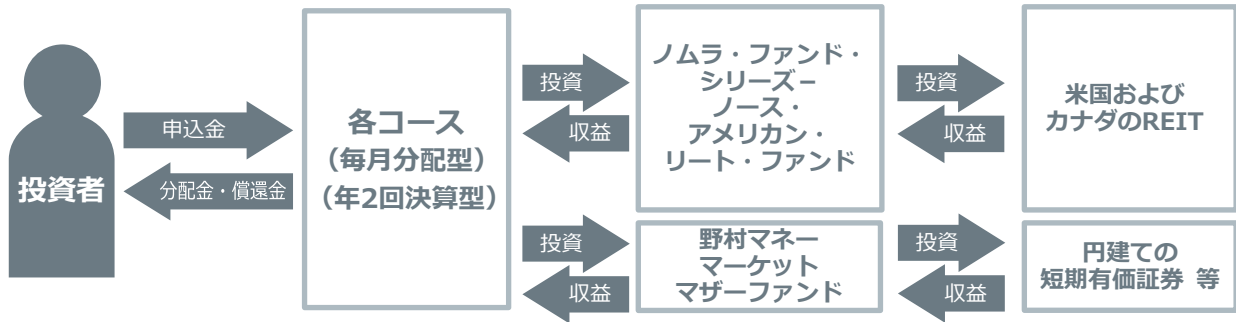 投資者
申込金
分配金・償還金
各コース
（毎月分配型）
（年2回決算型）
投資
収益
ノムラ・ファンド・
シリーズ－
ノース・
アメリカン・
リート・ファンド
投資
収益
米国および
カナダのREIT
投資
収益
野村マネー
マーケット
マザーファンド
投資
収益
円建ての
短期有価証券 等